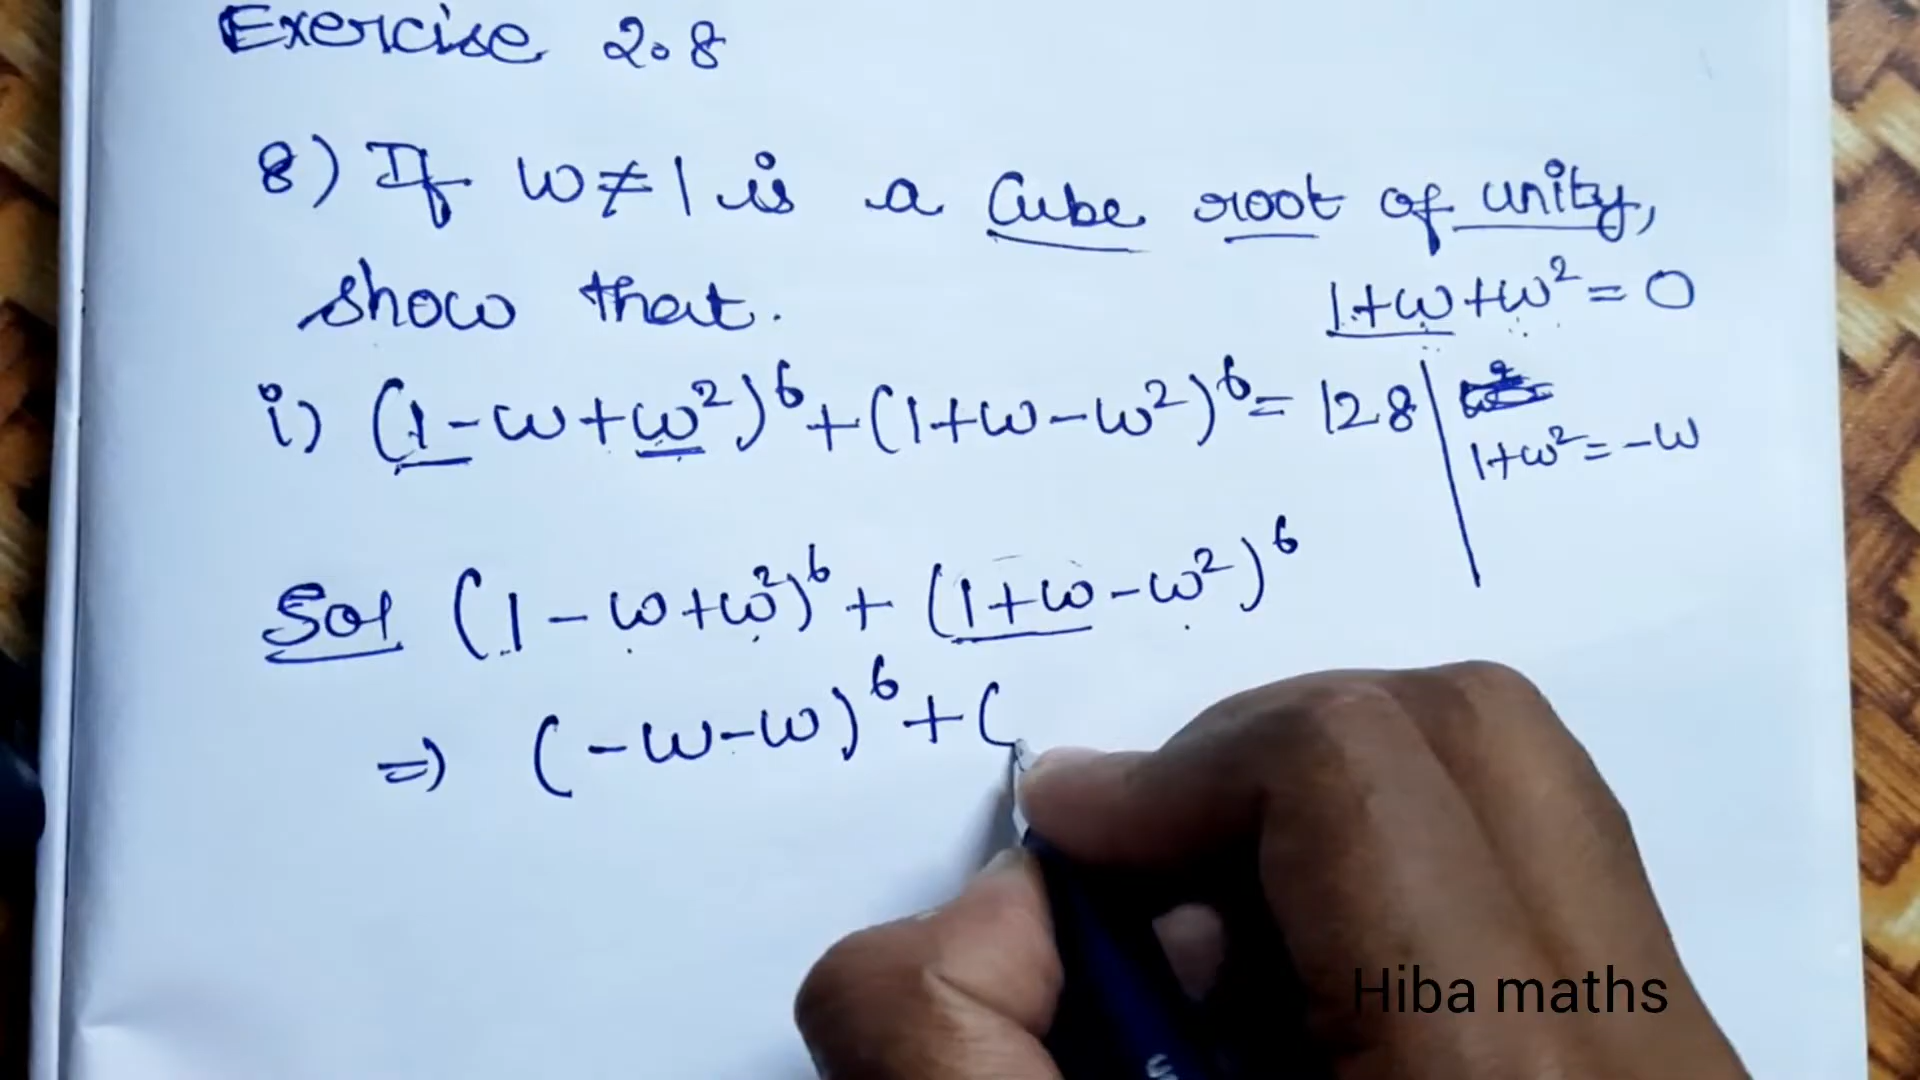 Exercise 2.8
8) If ω≠1 is a Cube root of unity,
show that.
1+ω+ω²=0
i) (1-ω+ω²)⁶+(1+ω-ω²)⁶=128
1+ω²=-ω
Sol (1-ω+ω²)⁶+(1+ω-ω²)⁶
⇒ (-ω-ω)⁶+(
Hiba maths